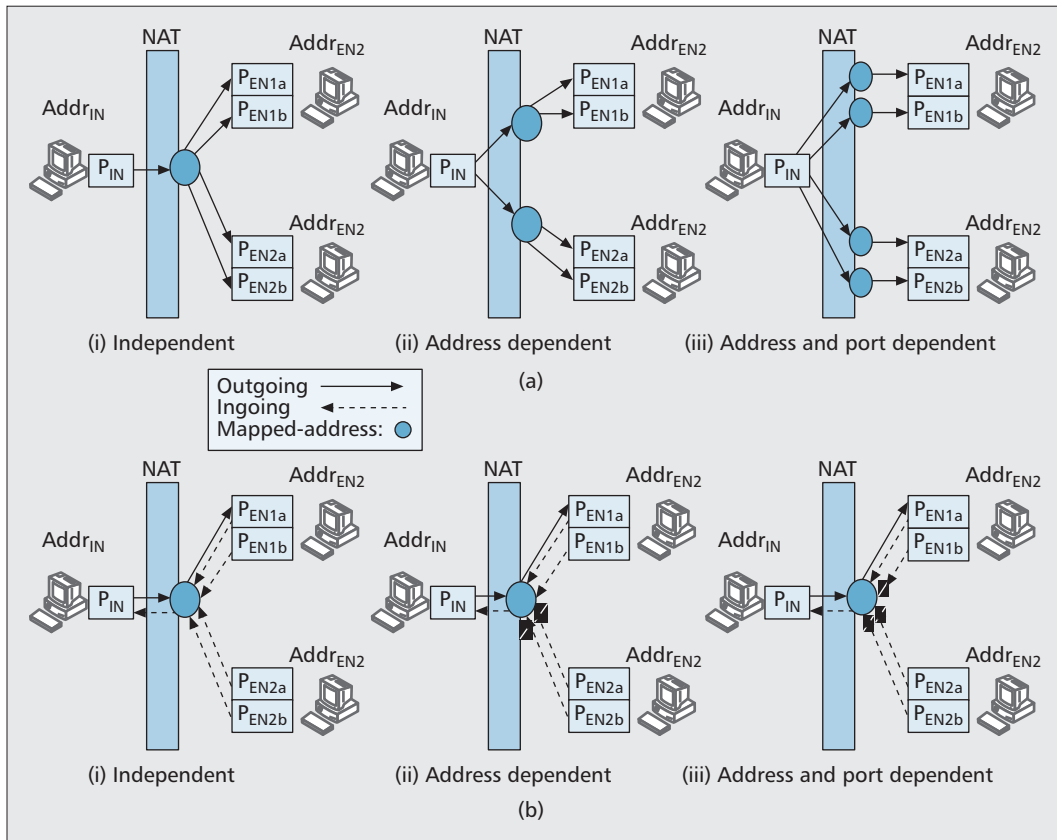 NAT
Addr_EN2
P_EN1a
P_EN1b
Addr_IN
P_IN
Addr_EN2
P_EN2a
P_EN2b
(i) Independent
NAT
Addr_EN2
P_EN1a
P_EN1b
Addr_IN
P_IN
Addr_EN2
P_EN2a
P_EN2b
(ii) Address dependent
NAT
Addr_EN2
P_EN1a
P_EN1b
Addr_IN
P_IN
Addr_EN2
P_EN2a
P_EN2b
(iii) Address and port dependent
(a)
Outgoing
Ingoing
Mapped-address:
NAT
Addr_EN2
P_EN1a
P_EN1b
Addr_IN
P_IN
Addr_EN2
P_EN2a
P_EN2b
(i) Independent
NAT
Addr_EN2
P_EN1a
P_EN1b
Addr_IN
P_IN
Addr_EN2
P_EN2a
P_EN2b
(ii) Address dependent
NAT
Addr_EN2
P_EN1a
P_EN1b
Addr_IN
P_IN
Addr_EN2
P_EN2a
P_EN2b
(iii) Address and port dependent
(b)